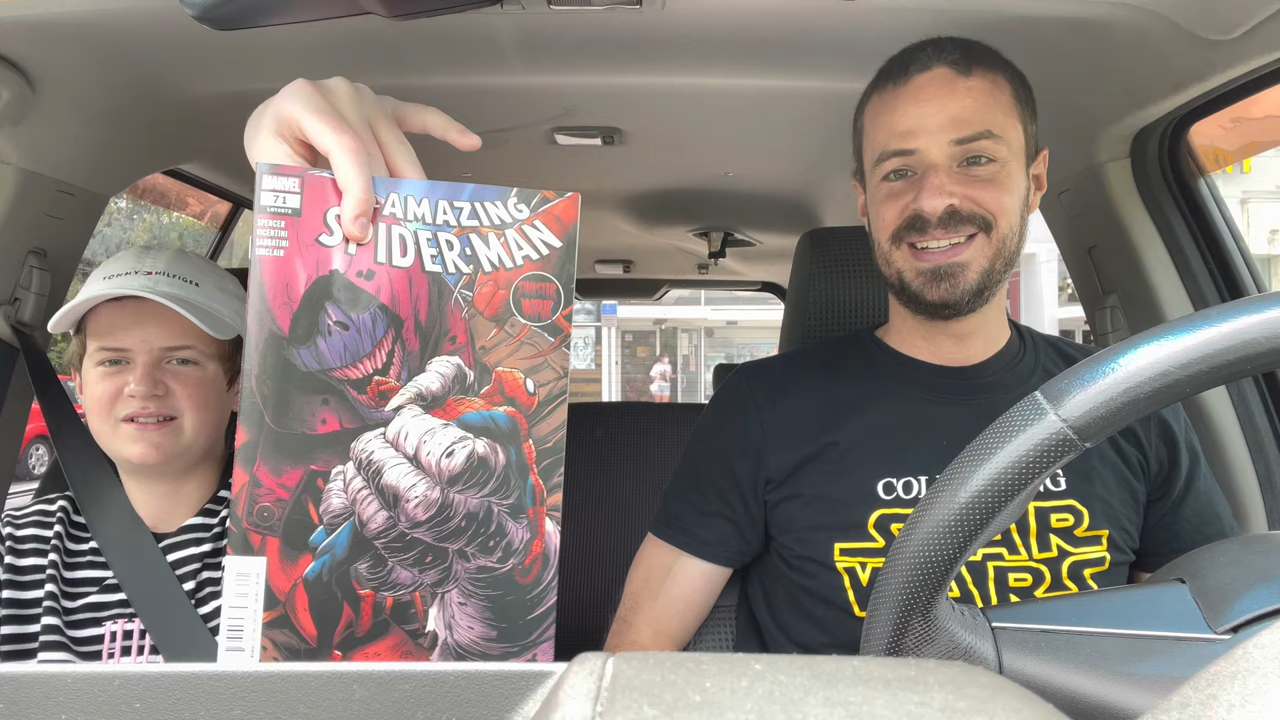 TOMMY HILFIGER
MARVEL
71
LGY#872
SPENCER
VICENTINI
SABBATINI
SINCLAIR
AMAZING
SPIDER-MAN
SINISTER
WAR
STAR
WARS